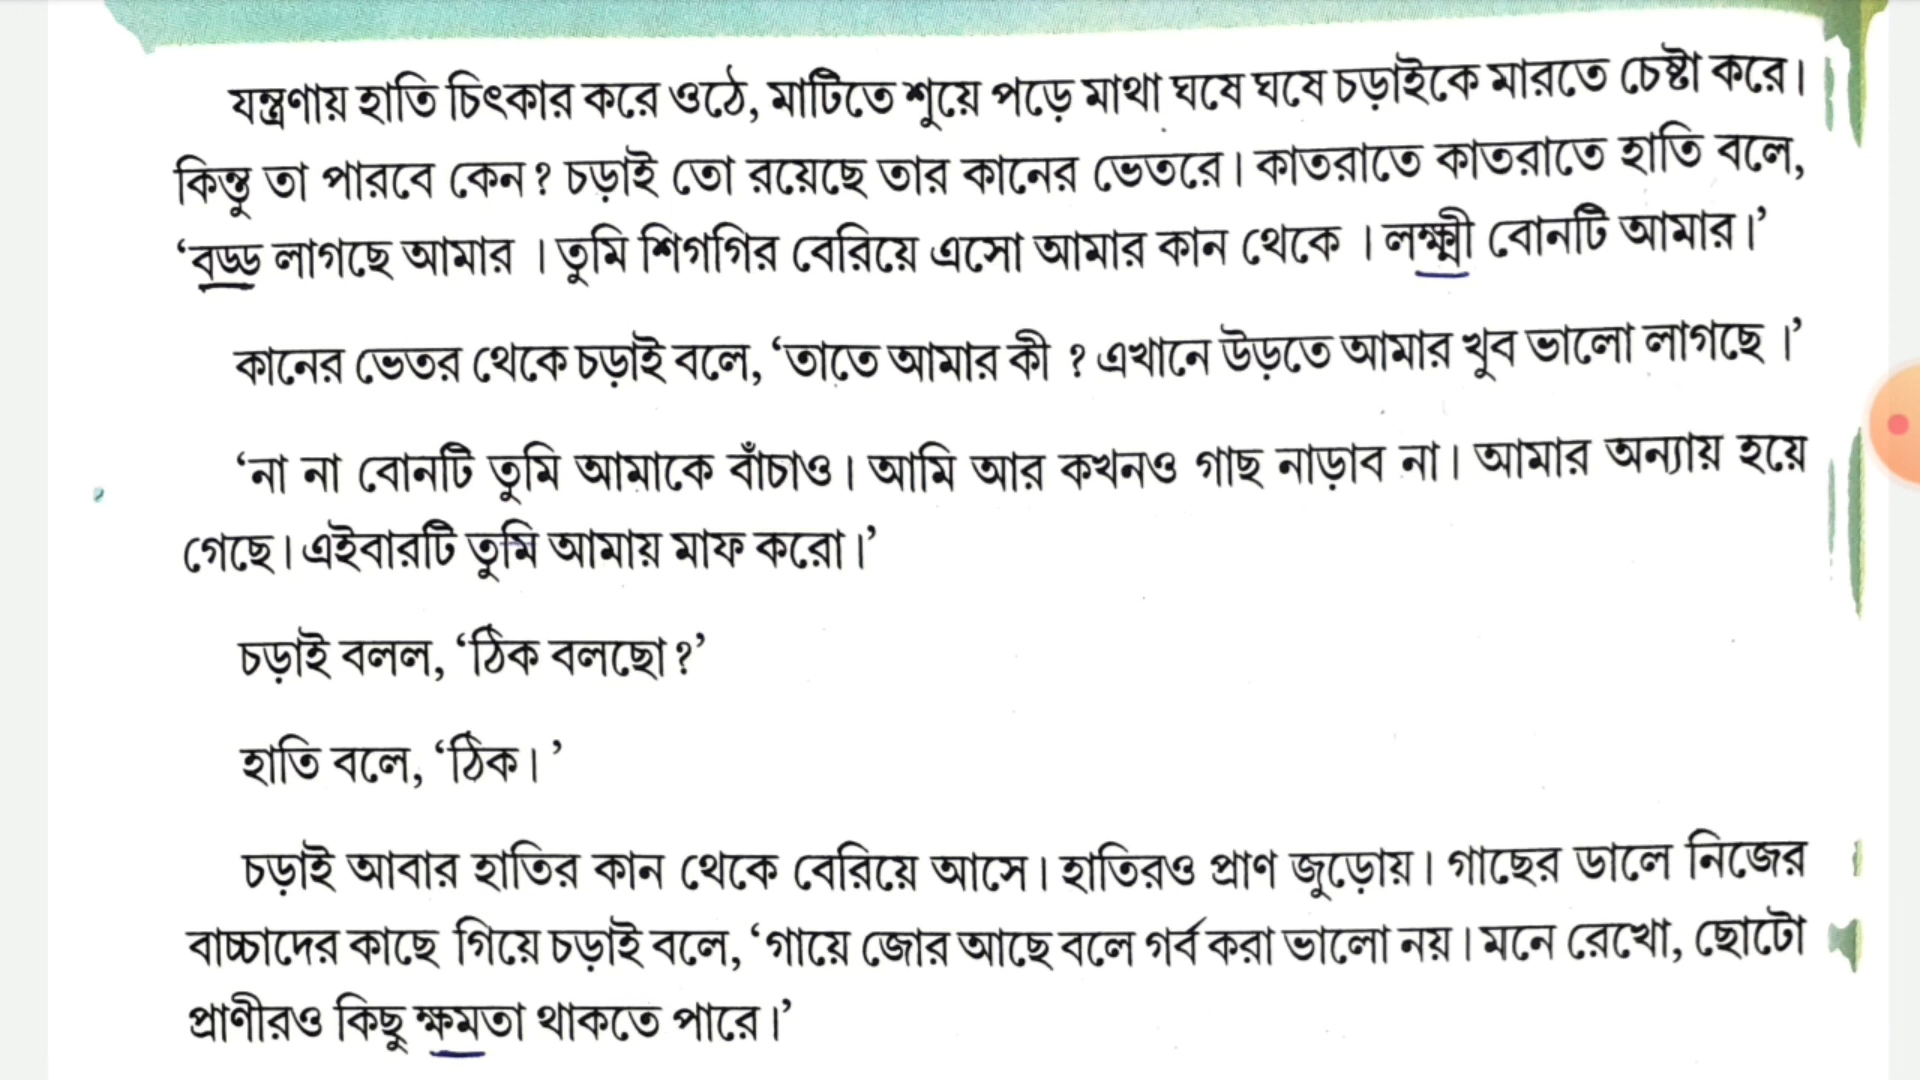 যন্ত্রণায় হাতি চিৎকার করে ওঠে, মাটিতে শুয়ে পড়ে মাথা ঘষে ঘষে চড়াইকে মারতে চেষ্টা করে।
কিন্তু তা পারবে কেন? চড়াই তো রয়েছে তার কানের ভেতরে। কাতরাতে কাতরাতে হাতি বলে,
‘বড্ড লাগছে আমার । তুমি শিগগির বেরিয়ে এসো আমার কান থেকে । লক্ষ্মী বোনটি আমার।’
কানের ভেতর থেকে চড়াই বলে, ‘তাতে আমার কী ? এখানে উড়তে আমার খুব ভালো লাগছে।’
‘না না বোনটি তুমি আমাকে বাঁচাও। আমি আর কখনও গাছ নাড়াব না। আমার অন্যায় হয়ে
গেছে। এইবারটি তুমি আমায় মাফ করো।’
চড়াই বলল, ‘ঠিক বলছো?’
হাতি বলে, ‘ঠিক। ’
চড়াই আবার হাতির কান থেকে বেরিয়ে আসে। হাতিরও প্রাণ জুড়োয়। গাছের ডালে নিজের
বাচ্চাদের কাছে গিয়ে চড়াই বলে, ‘গায়ে জোর আছে বলে গর্ব করা ভালো নয়। মনে রেখো, ছোটো
প্রাণীরও কিছু ক্ষমতা থাকতে পারে।’